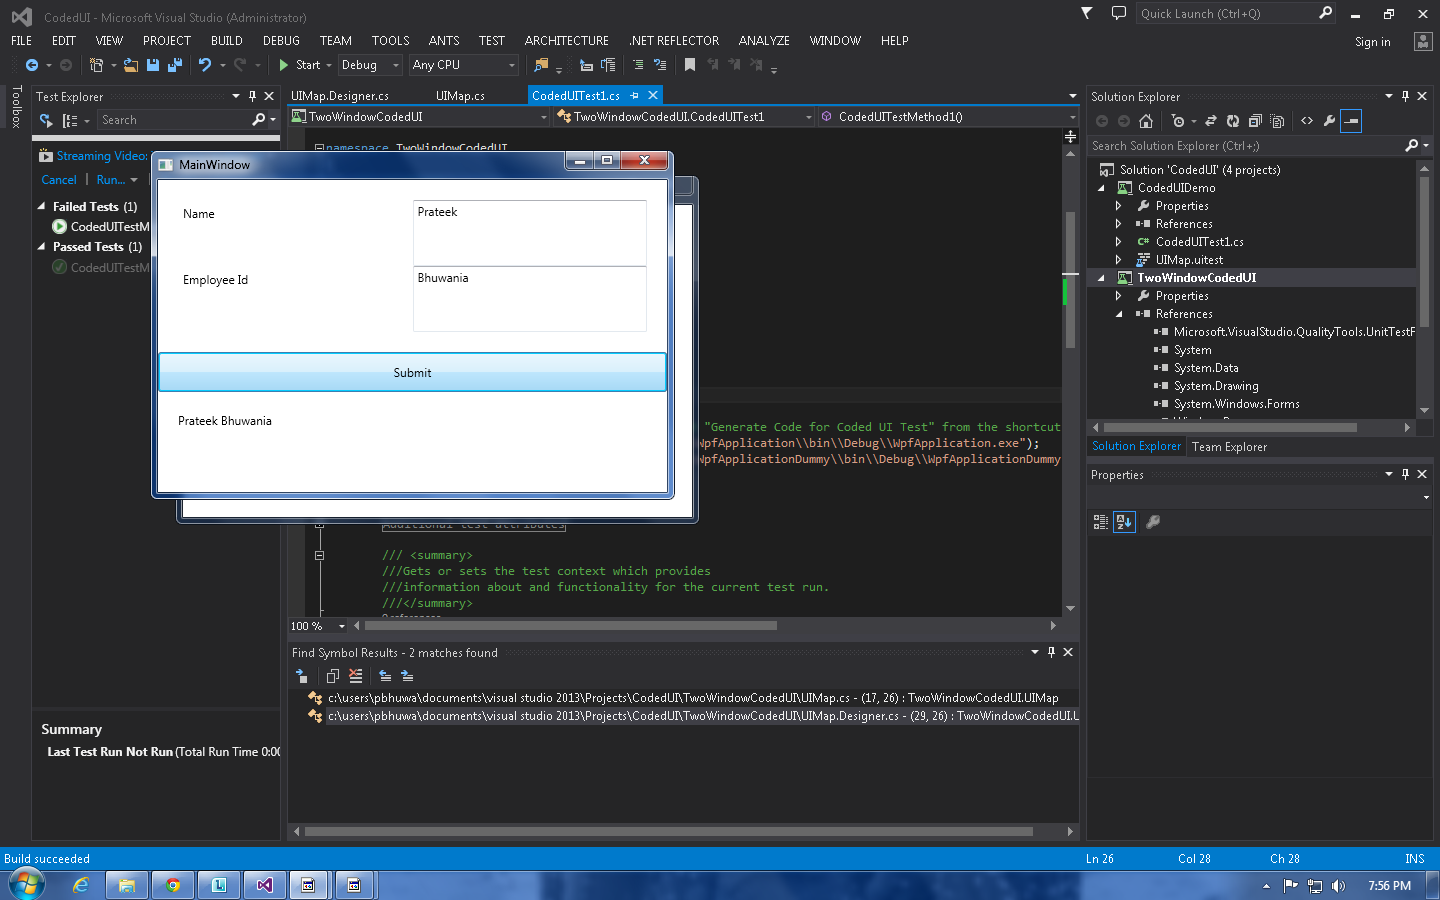 CodedUI - Microsoft Visual Studio (Administrator)
Quick Launch (Ctrl+Q)
FILE EDIT VIEW PROJECT BUILD DEBUG TEAM TOOLS ANTS TEST ARCHITECTURE .NET REFLECTOR ANALYZE WINDOW HELP
Sign in
Start Debug Any CPU
Toolbox
Test Explorer
Search
Streaming Video:
Cancel | Run...
Failed Tests (1)
CodedUITestM
Passed Tests (1)
CodedUITestM
Summary
Last Test Run Not Run (Total Run Time 0:00
UIMap.Designer.cs UIMap.cs CodedUITest1.cs
TwoWindowCodedUI TwoWindowCodedUI.CodedUITest1 CodedUITestMethod1()
namespace TwoWindowCodedUI
MainWindow
Name
Prateek
Employee Id
Bhuwania
Submit
Prateek Bhuwania
"Generate Code for Coded UI Test" from the shortcut
WpfApplication\\bin\\Debug\\WpfApplication.exe");
WpfApplicationDummy\\bin\\Debug\\WpfApplicationDummy
Additional test attributes
/// <summary>
///Gets or sets the test context which provides
///information about and functionality for the current test run.
///</summary>
100 %
Find Symbol Results - 2 matches found
c:\users\pbhuwa\documents\visual studio 2013\Projects\CodedUI\TwoWindowCodedUI\UIMap.cs - (17, 26) : TwoWindowCodedUI.UIMap
c:\users\pbhuwa\documents\visual studio 2013\Projects\CodedUI\TwoWindowCodedUI\UIMap.Designer.cs - (29, 26) : TwoWindowCodedUI.U
Solution Explorer
Search Solution Explorer (Ctrl+;)
Solution 'CodedUI' (4 projects)
CodedUIDemo
Properties
References
CodedUITest1.cs
UIMap.uitest
TwoWindowCodedUI
Properties
References
Microsoft.VisualStudio.QualityTools.UnitTestF
System
System.Data
System.Drawing
System.Windows.Forms
Solution Explorer Team Explorer
Properties
Build succeeded
Ln 26 Col 28 Ch 28 INS
7:56 PM